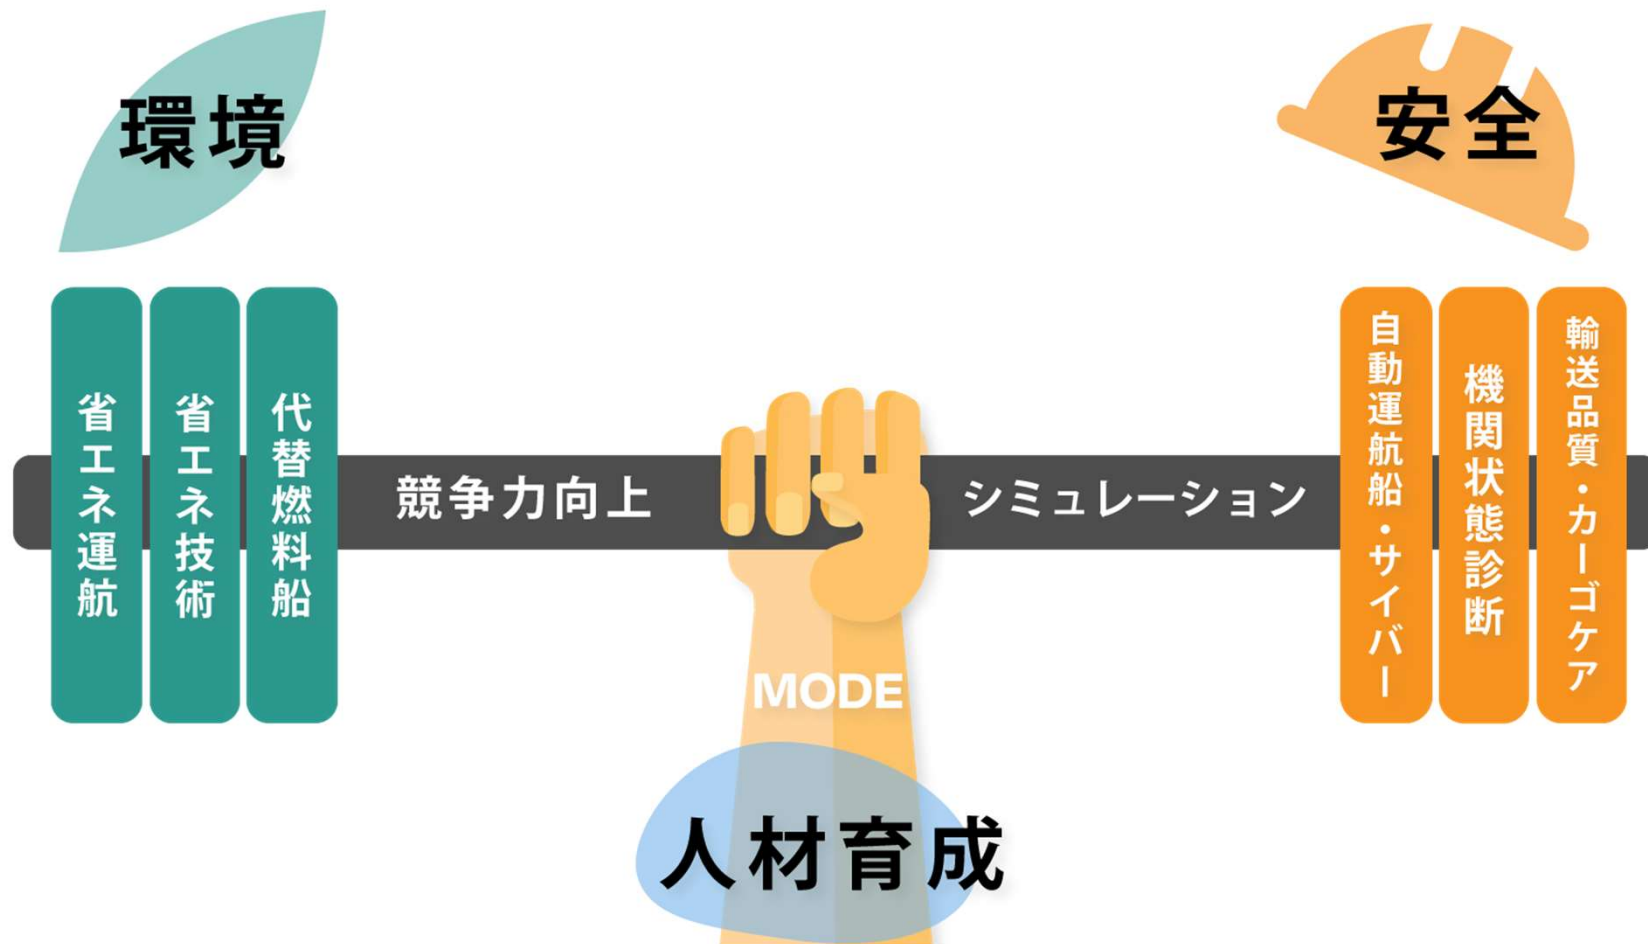 環境
安全
省エネ運航
省エネ技術
代替燃料船
競争力向上
シミュレーション
自動運航船・サイバー
機関状態診断
輸送品質・カーゴケア
MODE
人材育成